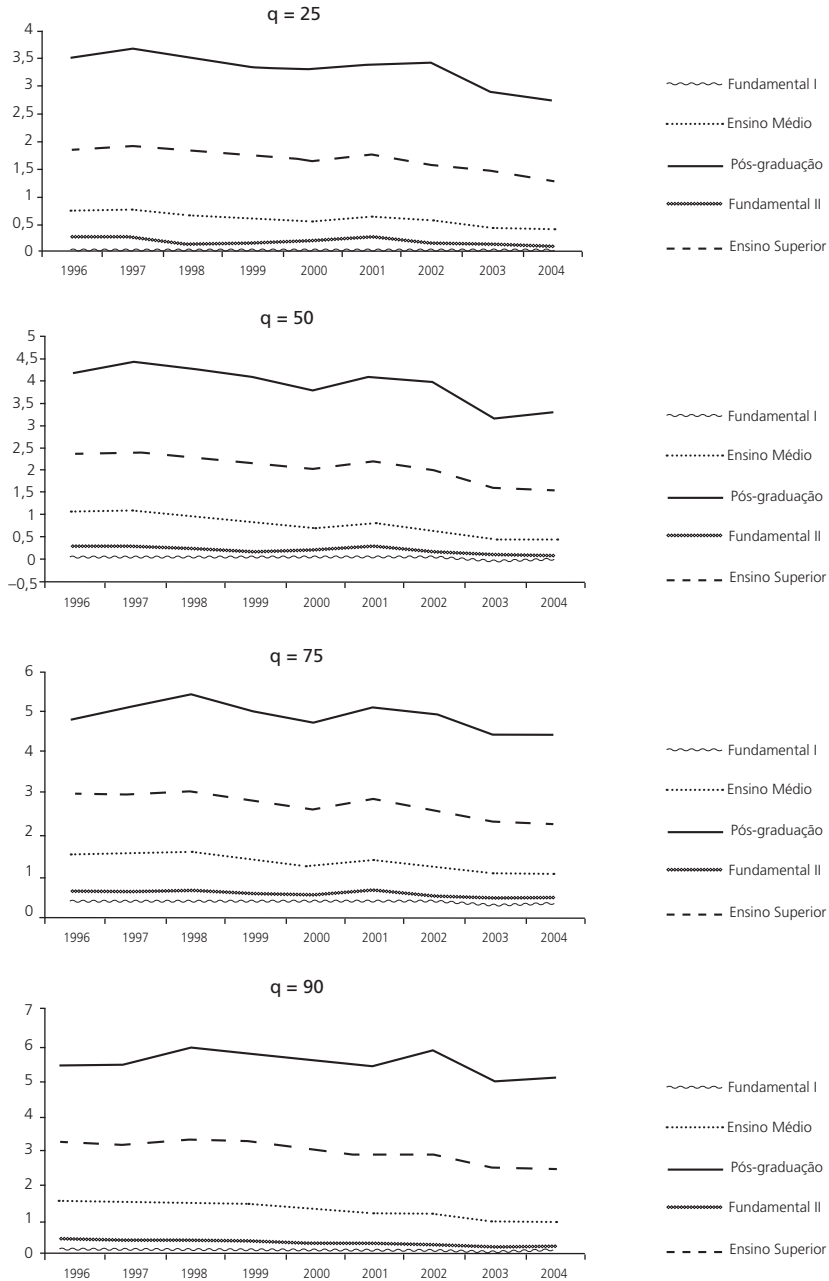 q = 25
4
3,5
3
2,5
2
1,5
1
0,5
0
1996 1997 1998 1999 2000 2001 2002 2003 2004
Fundamental I
Ensino Médio
Pós-graduação
Fundamental II
Ensino Superior
q = 50
5
4,5
4
3,5
3
2,5
2
1,5
1
0,5
0
–0,5
1996 1997 1998 1999 2000 2001 2002 2003 2004
Fundamental I
Ensino Médio
Pós-graduação
Fundamental II
Ensino Superior
q = 75
6
5
4
3
2
1
0
1996 1997 1998 1999 2000 2001 2002 2003 2004
Fundamental I
Ensino Médio
Pós-graduação
Fundamental II
Ensino Superior
q = 90
7
6
5
4
3
2
1
0
1996 1997 1998 1999 2000 2001 2002 2003 2004
Fundamental I
Ensino Médio
Pós-graduação
Fundamental II
Ensino Superior